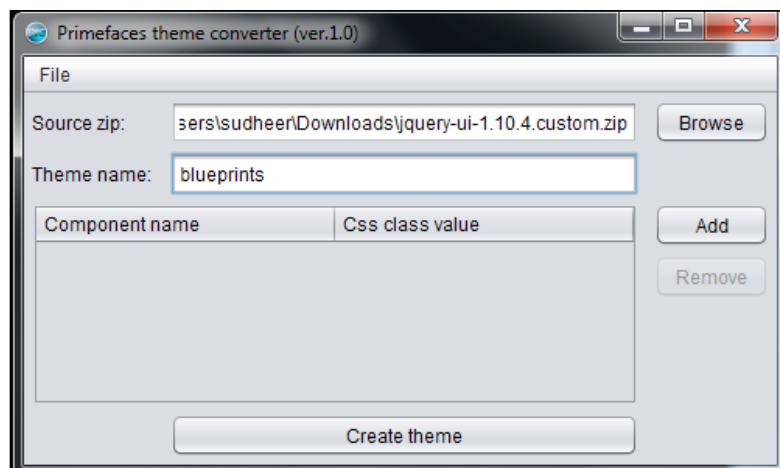 Primefaces theme converter (ver.1.0)
File
Source zip: sers\sudheer\Downloads\jquery-ui-1.10.4.custom.zip Browse
Theme name: blueprints
Component name Css class value Add
Remove
Create theme